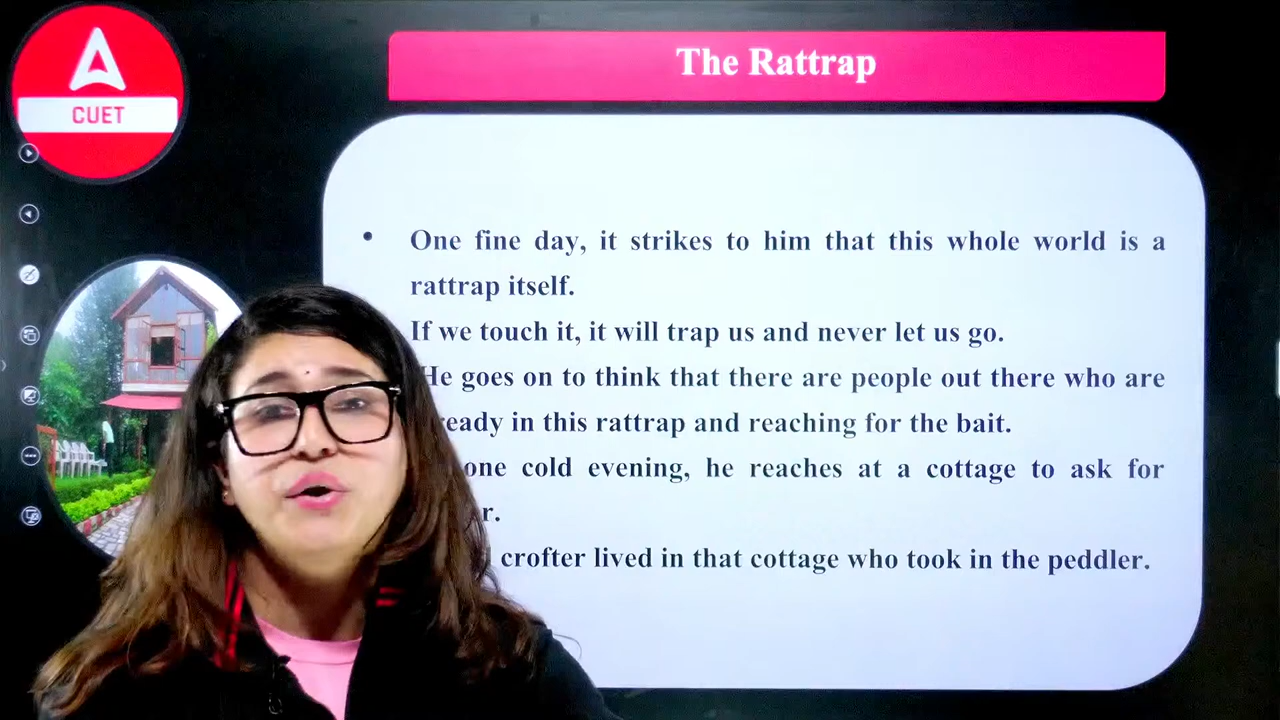 The Rattrap
CUET
• One fine day, it strikes to him that this whole world is a
rattrap itself.
If we touch it, it will trap us and never let us go.
He goes on to think that there are people out there who are
in this rattrap and reaching for the bait.
one cold evening, he reaches at a cottage to ask for
crofter lived in that cottage who took in the peddler.